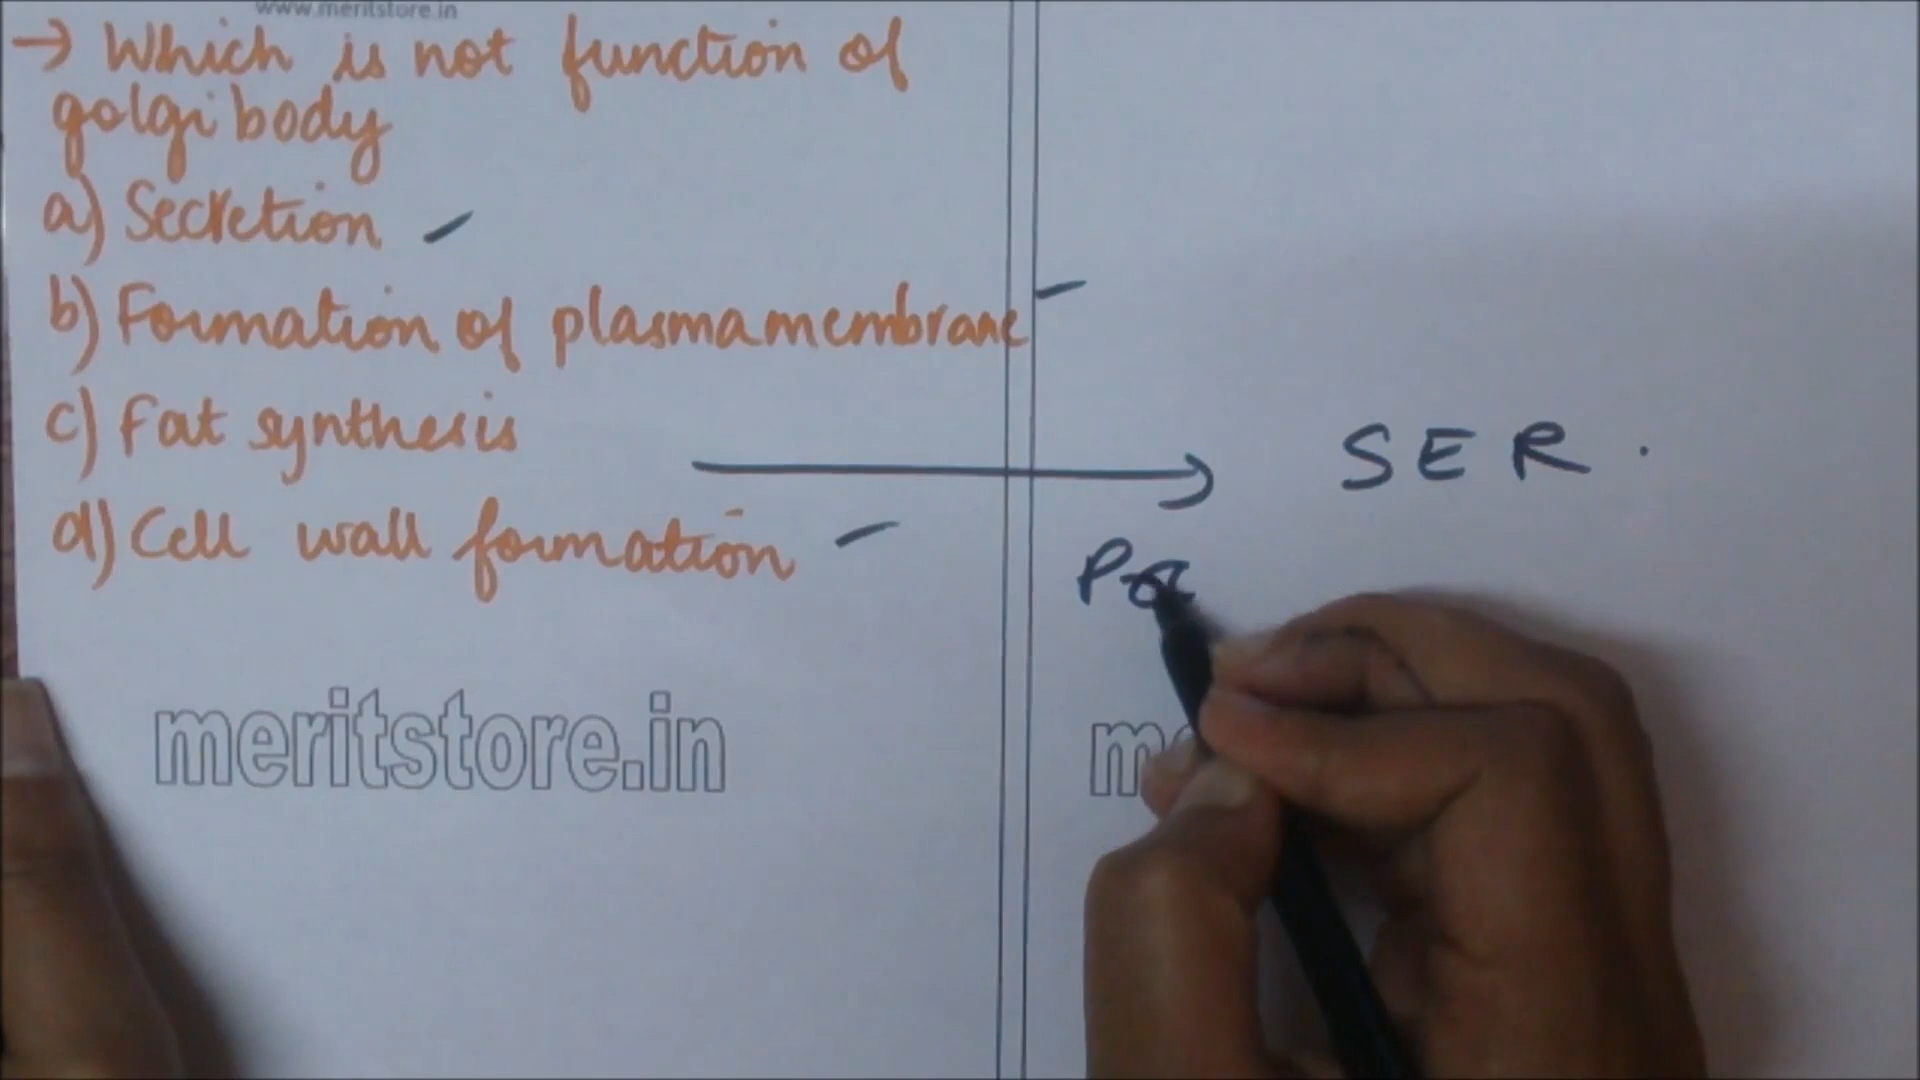 www.meritstore.in
→ Which is not function of
golgi body
a) Secretion
b) Formation of plasmamembrane
c) Fat synthesis
d) Cell wall formation
SER.
meritstore.in